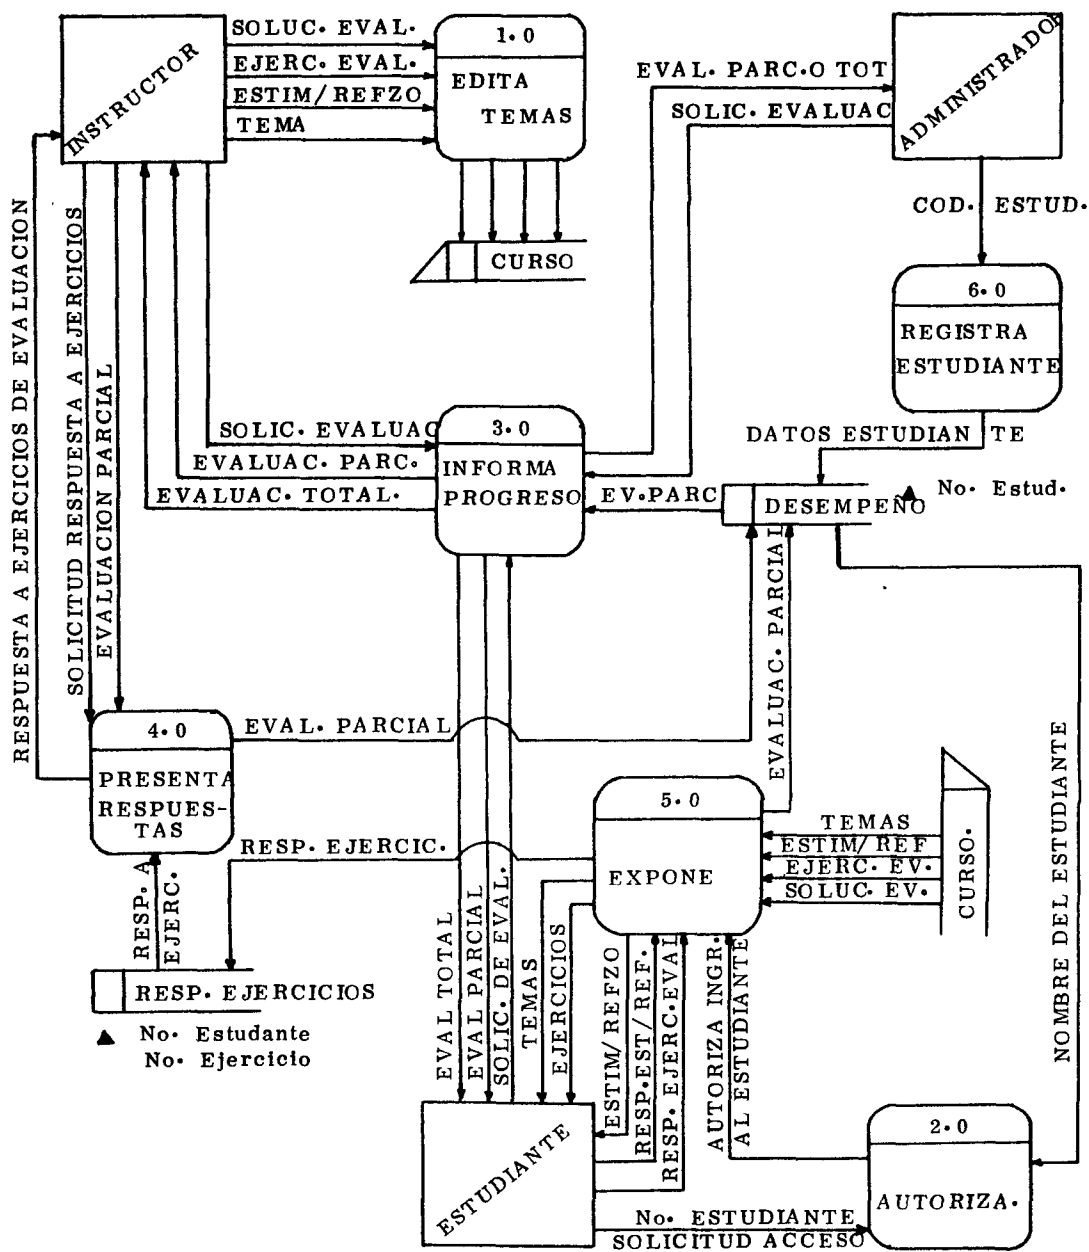 INSTRUCTOR
SOLUC. EVAL.
EJERC. EVAL.
ESTIM/REFZO
TEMA
1.0
EDITA
TEMAS
CURSO
EVAL. PARC.O TOT
SOLIC. EVALUAC
ADMINISTRADOR
COD. ESTUD.
6.0
REGISTRA
ESTUDIANTE
DATOS ESTUDIANTE
No. Estud.
DESEMPEÑO
EV.PARC
SOLIC. EVALUAC
EVALUAC. PARC.
EVALUAC. TOTAL.
3.0
INFORMA
PROGRESO
RESPUESTA A EJERCICIOS DE EVALUACION
SOLICITUD RESPUESTA A EJERCICIOS
EVALUACION PARCIAL
4.0
PRESENTA
RESPUES-
TAS
EVAL. PARCIAL
EVALUAC. PARCIAL
RESP. EJERCIC.
RESP. A
EJERC.
RESP. EJERCICIOS
No. Estudante
No. Ejercicio
5.0
EXPONE
TEMAS
ESTIM/REF
EJERC. EV.
SOLUC. EV.
CURSO.
NOMBRE DEL ESTUDIANTE
EVAL TOTAL
EVAL PARCIAL
SOLIC. DE EVAL.
TEMAS
EJERCICIOS
ESTIM/REFZO
RESP.EST/REF.
RESP. EJERC.EVAL
AUTORIZA INGR.
AL ESTUDIANTE
ESTUDIANTE
2.0
AUTORIZA.
No. ESTUDIANTE
SOLICITUD ACCESO